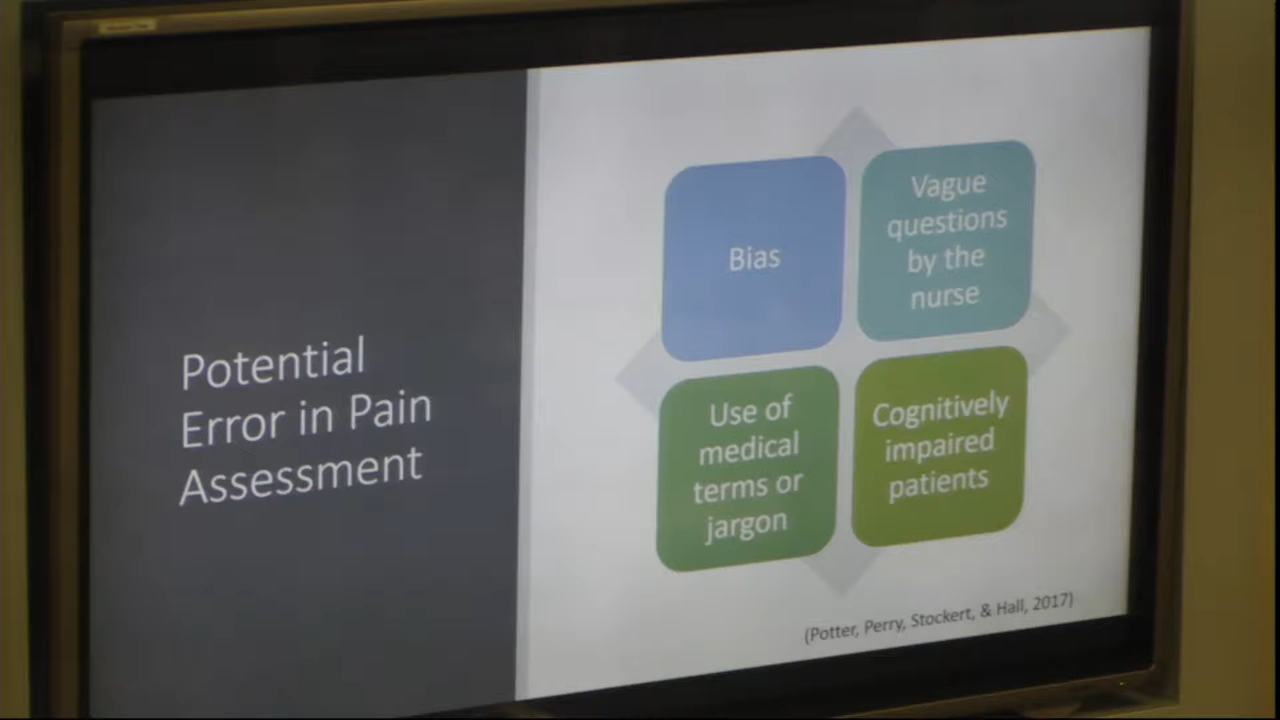 Potential
Error in Pain
Assessment
Bias
Vague
questions
by the
nurse
Use of
medical
terms or
jargon
Cognitively
impaired
patients
(Potter, Perry, Stockert, & Hall, 2017)